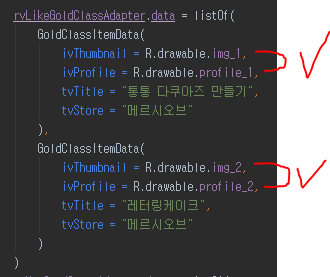 rvLikeGoldClassAdapter.data = listOf(
GoldClassItemData(
ivThumbnail = R.drawable.img_1,
ivProfile = R.drawable.profile_1,
tvTitle = "통통 다쿠아즈 만들기",
tvStore = "메르시오브"
),
GoldClassItemData(
ivThumbnail = R.drawable.img_2,
ivProfile = R.drawable.profile_2,
tvTitle = "레터링케이크",
tvStore = "메르시오브"
)
)